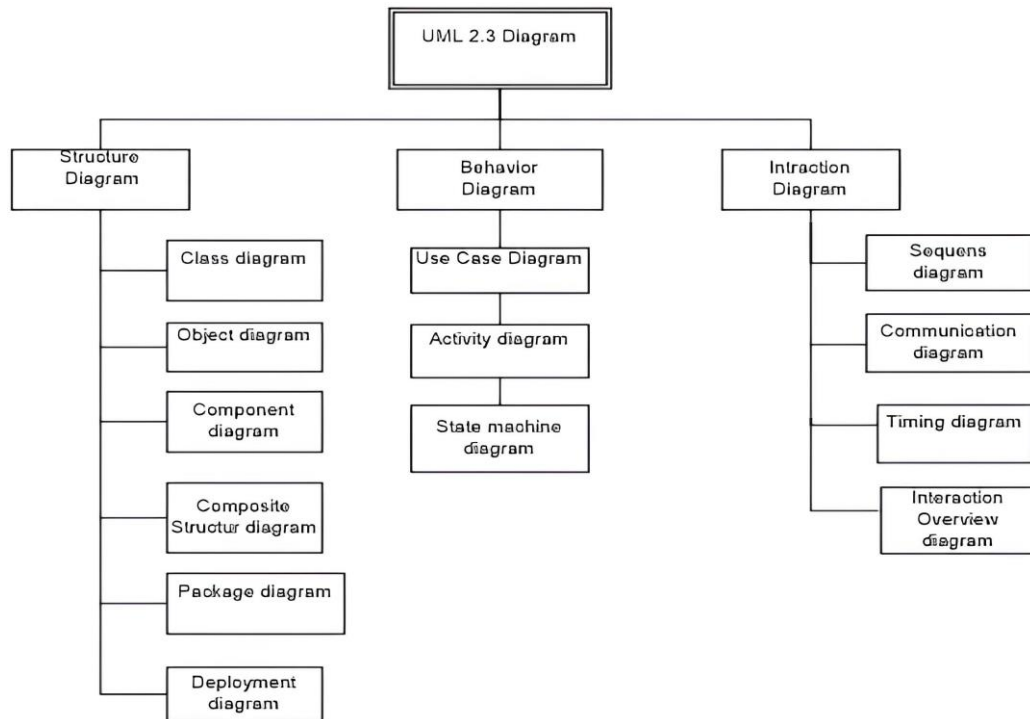 UML 2.3 Diagram
Structure
Diagram
Behavior
Diagram
Intraction
Diagram
Class diagram
Object diagram
Component
diagram
Composite
Structur diagram
Package diagram
Deployment
diagram
Use Case Diagram
Activity diagram
State machine
diagram
Sequens
diagram
Communication
diagram
Timing diagram
Interaction
Overview
diagram